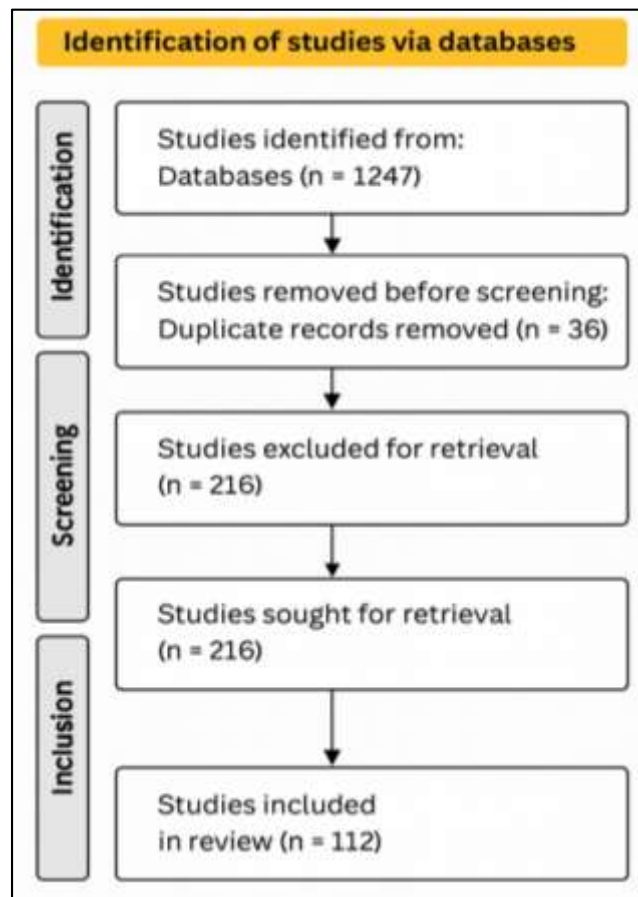 Identification of studies via databases
Identification
Studies identified from:
Databases (n = 1247)
Studies removed before screening:
Duplicate records removed (n = 36)
Screening
Studies excluded for retrieval
(n = 216)
Studies sought for retrieval
(n = 216)
Inclusion
Studies included
in review (n = 112)